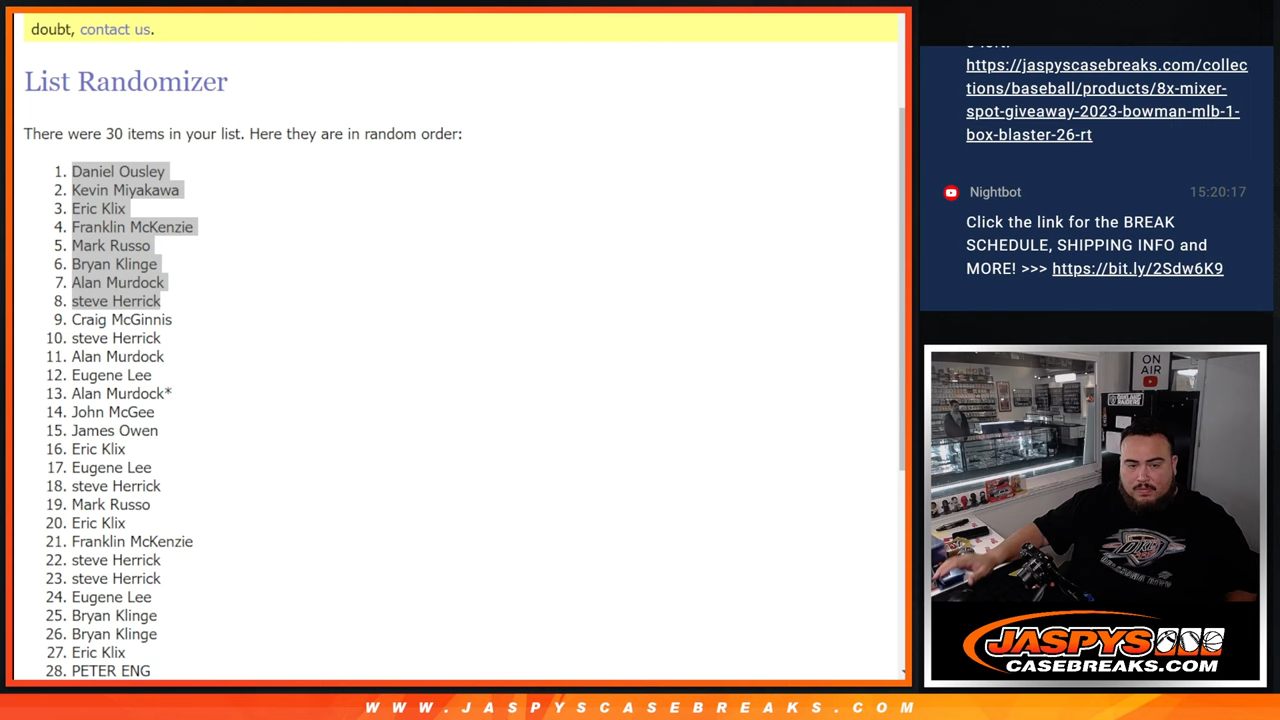 doubt, contact us.
List Randomizer
There were 30 items in your list. Here they are in random order:
1. Daniel Ousley
2. Kevin Miyakawa
3. Eric Klix
4. Franklin McKenzie
5. Mark Russo
6. Bryan Klinge
7. Alan Murdock
8. steve Herrick
9. Craig McGinnis
10. steve Herrick
11. Alan Murdock
12. Eugene Lee
13. Alan Murdock*
14. John McGee
15. James Owen
16. Eric Klix
17. Eugene Lee
18. steve Herrick
19. Mark Russo
20. Eric Klix
21. Franklin McKenzie
22. steve Herrick
23. steve Herrick
24. Eugene Lee
25. Bryan Klinge
26. Bryan Klinge
27. Eric Klix
28. PETER ENG
https://jaspyscasebreaks.com/collec
tions/baseball/products/8x-mixer-
spot-giveaway-2023-bowman-mlb-1-
box-blaster-26-rt
Nightbot 15:20:17
Click the link for the BREAK
SCHEDULE, SHIPPING INFO and
MORE! >>> https://bit.ly/2Sdw6K9
ON
AIR
OKC
JASPYS
CASEBREAKS.COM
WWW.JASPYSCASEBREAKS.COM